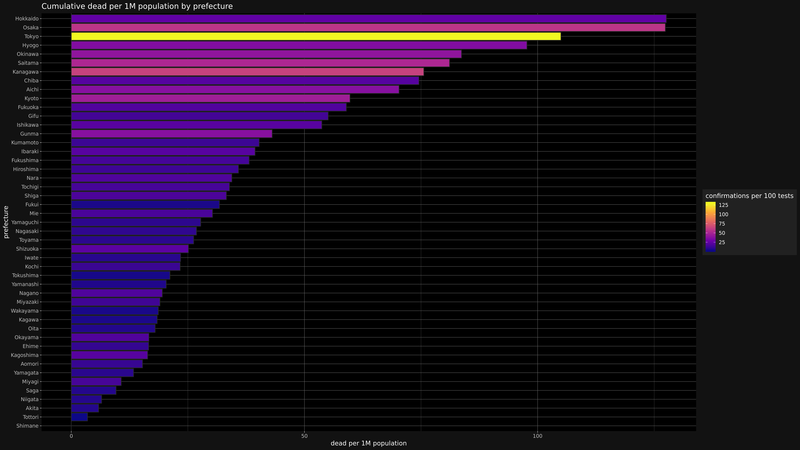 Cumulative dead per 1M population by prefecture
Hokkaido
Osaka
Tokyo
Hyogo
Okinawa
Saitama
Kanagawa
Chiba
Aichi
Kyoto
Fukuoka
Gifu
Ishikawa
Gunma
Kumamoto
Ibaraki
Fukushima
Hiroshima
Nara
Tochigi
Shiga
Fukui
Mie
Yamaguchi
Nagasaki
Toyama
Shizuoka
Iwate
Kochi
Tokushima
Yamanashi
Nagano
Miyazaki
Wakayama
Kagawa
Oita
Okayama
Ehime
Kagoshima
Aomori
Yamagata
Miyagi
Saga
Niigata
Akita
Tottori
Shimane
prefecture
0 50 100
dead per 1M population
confirmations per 100 tests
125
100
75
50
25